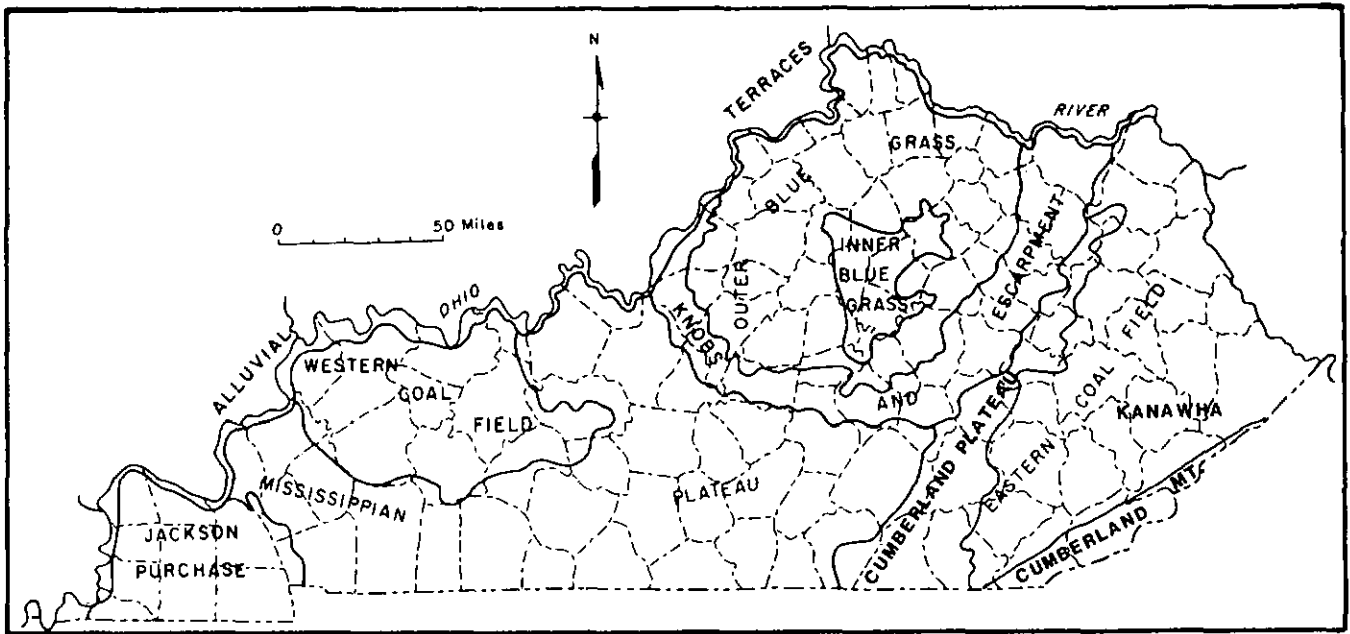 N
0 50 Miles
ALLUVIAL TERRACES
OHIO RIVER
OUTER BLUE GRASS
INNER
BLUE
GRASS
KNOBS AND ESCARPMENT
WESTERN
COAL
FIELD
MISSISSIPPIAN PLATEAU
JACKSON
PURCHASE
CUMBERLAND PLATEAU
EASTERN COAL FIELD
KANAWHA
CUMBERLAND MT.